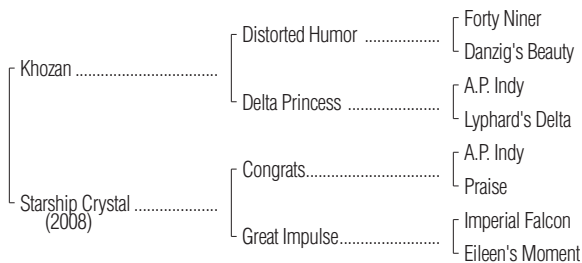 Forty Niner
Distorted Humor ..................
Danzig's Beauty
Khozan ...................................
A.P. Indy
Delta Princess ......................
Lyphard's Delta
A.P. Indy
Congrats.................................
Praise
Starship Crystal .....................
(2008)
Imperial Falcon
Great Impulse.........................
Eileen's Moment